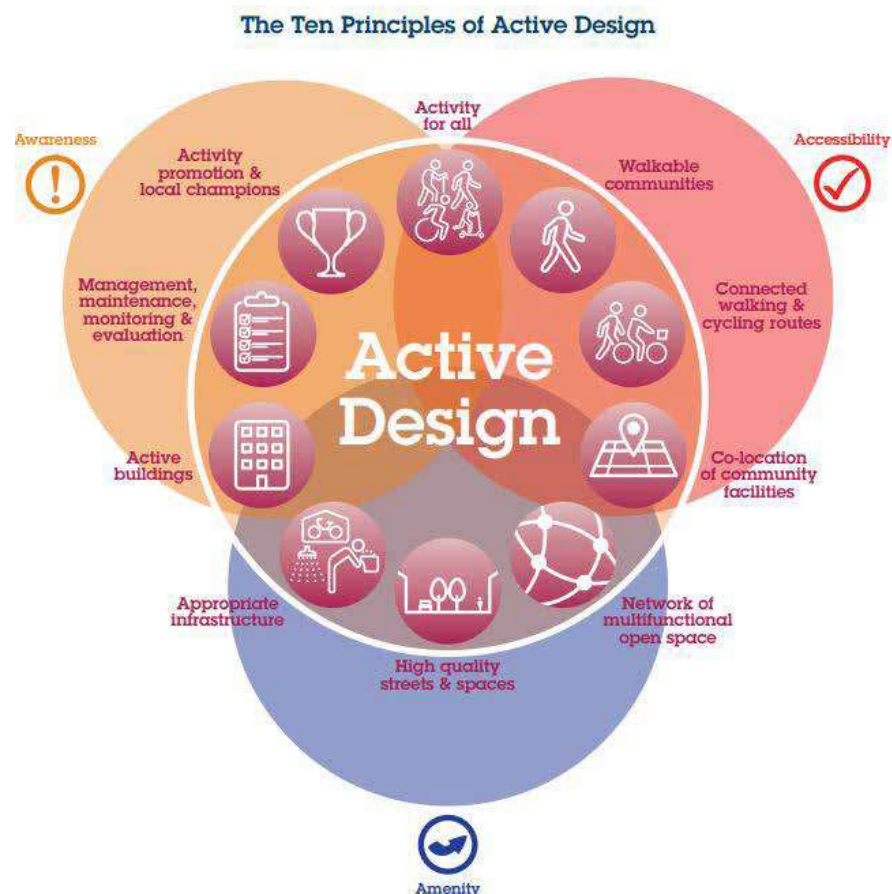 The Ten Principles of Active Design
Activity
for all
Awareness
Accessibility
Activity
promotion &
local champions
Walkable
communities
Management,
maintenance,
monitoring &
evaluation
Connected
walking &
cycling routes
Active
Design
Active
buildings
Co-location
of community
facilities
Appropriate
infrastructure
Network of
multifunctional
open space
High quality
streets & spaces
Amenity